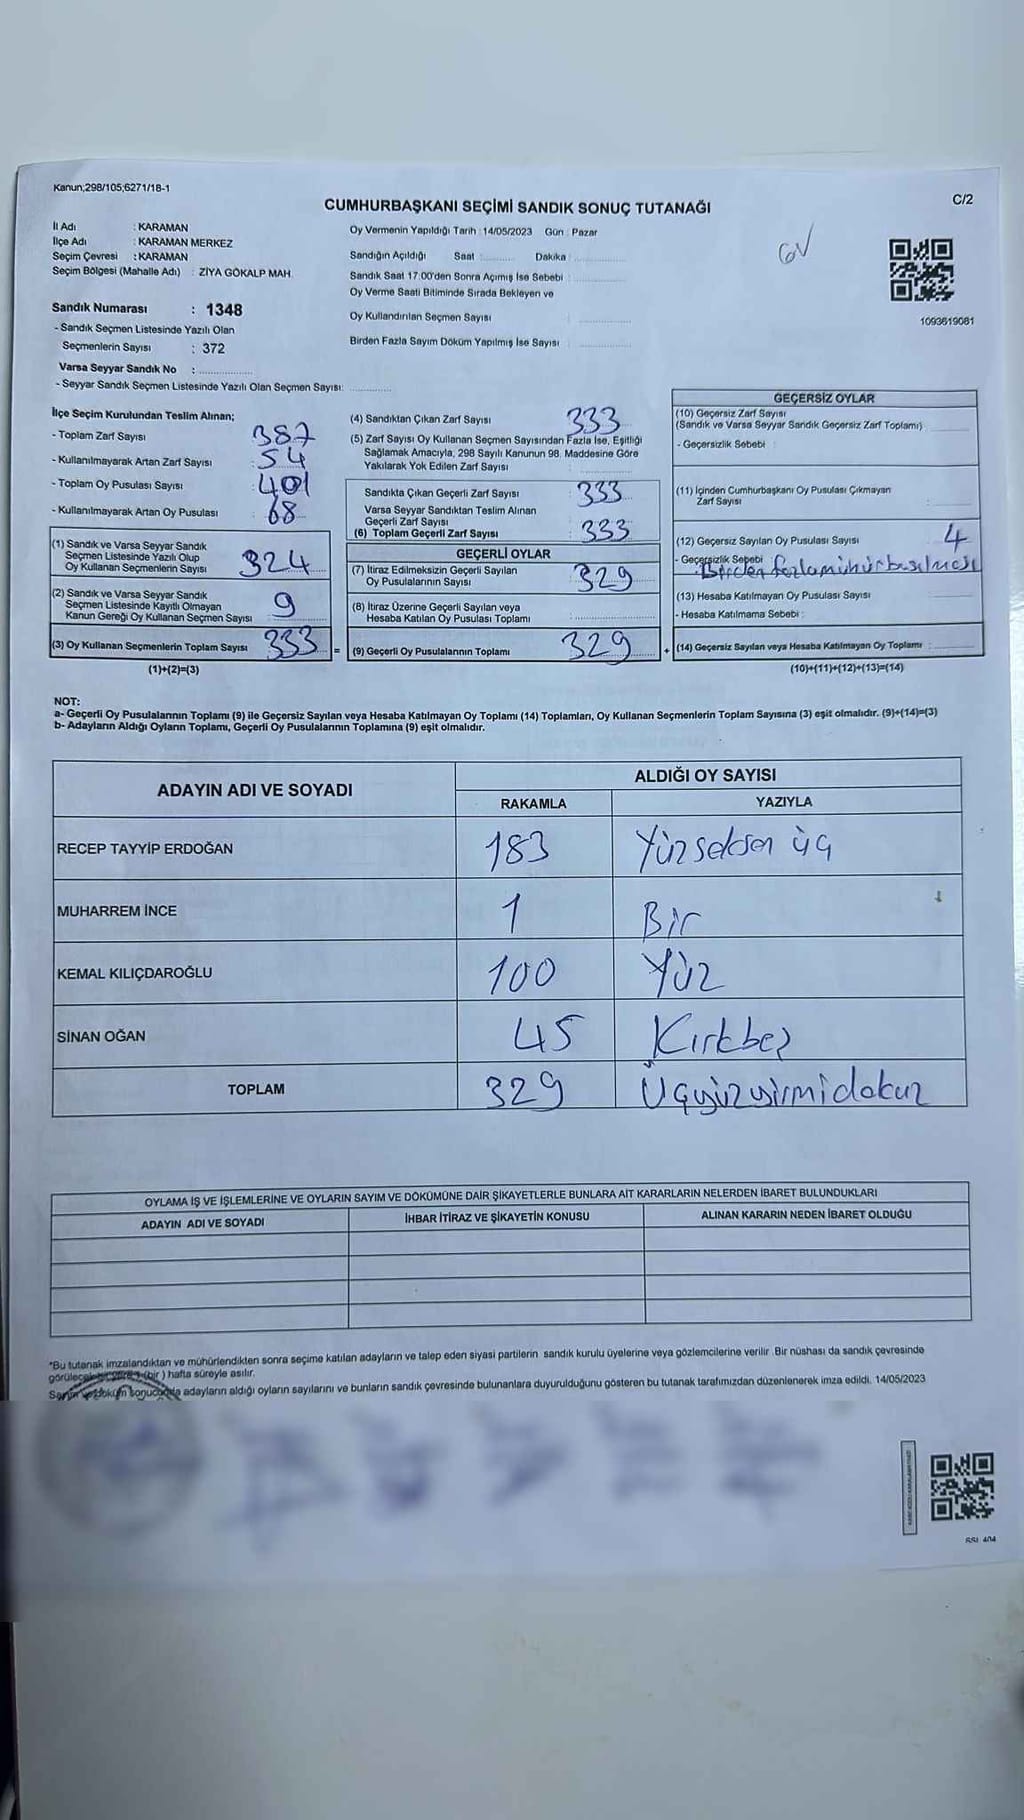 Kanun;298/105;6271/18-1
CUMHURBAŞKANI SEÇİMİ SANDIK SONUÇ TUTANAĞI
C/2
İl Adı : KARAMAN
İlçe Adı : KARAMAN MERKEZ
Seçim Çevresi : KARAMAN
Seçim Bölgesi (Mahalle Adı) : ZİYA GÖKALP MAH.
Oy Vermenin Yapıldığı Tarih : 14/05/2023 Gün : Pazar
Sandığın Açıldığı Saat : Dakika :
Sandık Saat 17:00'den Sonra Açılmış İse Sebebi :
Oy Verme Saati Bitiminde Sırada Bekleyen ve
Oy Kullandırılan Seçmen Sayısı :
Birden Fazla Sayım Döküm Yapılmış İse Sayısı :
1093619081
Sandık Numarası : 1348
- Sandık Seçmen Listesinde Yazılı Olan
Seçmenlerin Sayısı : 372
Varsa Seyyar Sandık No :
- Seyyar Sandık Seçmen Listesinde Yazılı Olan Seçmen Sayısı:
İlçe Seçim Kurulundan Teslim Alınan;
- Toplam Zarf Sayısı : 387
- Kullanılmayarak Artan Zarf Sayısı : 54
- Toplam Oy Pusulası Sayısı : 401
- Kullanılmayarak Artan Oy Pusulası : 68
(1) Sandık ve Varsa Seyyar Sandık
Seçmen Listesinde Yazılı Olup
Oy Kullanan Seçmenlerin Sayısı : 324
(2) Sandık ve Varsa Seyyar Sandık
Seçmen Listesinde Kayıtlı Olmayan
Kanun Gereği Oy Kullanan Seçmen Sayısı : 9
(3) Oy Kullanan Seçmenlerin Toplam Sayısı : 333 =
(1)+(2)=(3)
(4) Sandıktan Çıkan Zarf Sayısı : 333
(5) Zarf Sayısı Oy Kullanan Seçmen Sayısından Fazla İse, Eşitliği
Sağlamak Amacıyla, 298 Sayılı Kanunun 98. Maddesine Göre
Yakılarak Yok Edilen Zarf Sayısı :
Sandıkta Çıkan Geçerli Zarf Sayısı : 333
Varsa Seyyar Sandıktan Teslim Alınan
Geçerli Zarf Sayısı :
(6) Toplam Geçerli Zarf Sayısı : 333
GEÇERLİ OYLAR
(7) İtiraz Edilmeksizin Geçerli Sayılan
Oy Pusulalarının Sayısı : 329
(8) İtiraz Üzerine Geçerli Sayılan veya
Hesaba Katılan Oy Pusulası Toplamı :
(9) Geçerli Oy Pusulalarının Toplamı : 329 +
GEÇERSİZ OYLAR
(10) Geçersiz Zarf Sayısı
(Sandık ve Varsa Seyyar Sandık Geçersiz Zarf Toplamı) :
- Geçersizlik Sebebi :
(11) İçinden Cumhurbaşkanı Oy Pusulası Çıkmayan
Zarf Sayısı :
(12) Geçersiz Sayılan Oy Pusulası Sayısı : 4
- Geçersizlik Sebebi : Birden fazla mühür basılması
(13) Hesaba Katılmayan Oy Pusulası Sayısı :
- Hesaba Katılmama Sebebi :
(14) Geçersiz Sayılan veya Hesaba Katılmayan Oy Toplamı :
(10)+(11)+(12)+(13)=(14)
NOT:
a- Geçerli Oy Pusulalarının Toplamı (9) ile Geçersiz Sayılan veya Hesaba Katılmayan Oy Toplamı (14) Toplamları, Oy Kullanan Seçmenlerin Toplam Sayısına (3) eşit olmalıdır. (9)+(14)=(3)
b- Adayların Aldığı Oyların Toplamı, Geçerli Oy Pusulalarının Toplamına (9) eşit olmalıdır.
ADAYIN ADI VE SOYADI
ALDIĞI OY SAYISI
RAKAMLA YAZIYLA
RECEP TAYYİP ERDOĞAN 183 Yüzseksen üç
MUHARREM İNCE 1 Bir
KEMAL KILIÇDAROĞLU 100 Yüz
SİNAN OĞAN 45 Kırkbeş
TOPLAM 329 Üçyüzyirmidokuz
OYLAMA İŞ VE İŞLEMLERİNE VE OYLARIN SAYIM VE DÖKÜMÜNE DAİR ŞİKAYETLERLE BUNLARA AİT KARARLARIN NELERDEN İBARET BULUNDUKLARI
ADAYIN ADI VE SOYADI İHBAR İTİRAZ VE ŞİKAYETİN KONUSU ALINAN KARARIN NEDEN İBARET OLDUĞU
*Bu tutanak imzalandıktan ve mühürlendikten sonra seçime katılan adayların ve talep eden siyasi partilerin sandık kurulu üyelerine veya gözlemcilerine verilir. Bir nüshası da sandık çevresinde
(bir ) hafta süreyle asılır.
sonucunda adayların aldığı oyların sayılarını ve bunların sandık çevresinde bulunanlara duyurulduğunu gösteren bu tutanak tarafımızdan düzenlenerek imza edildi. 14/05/2023